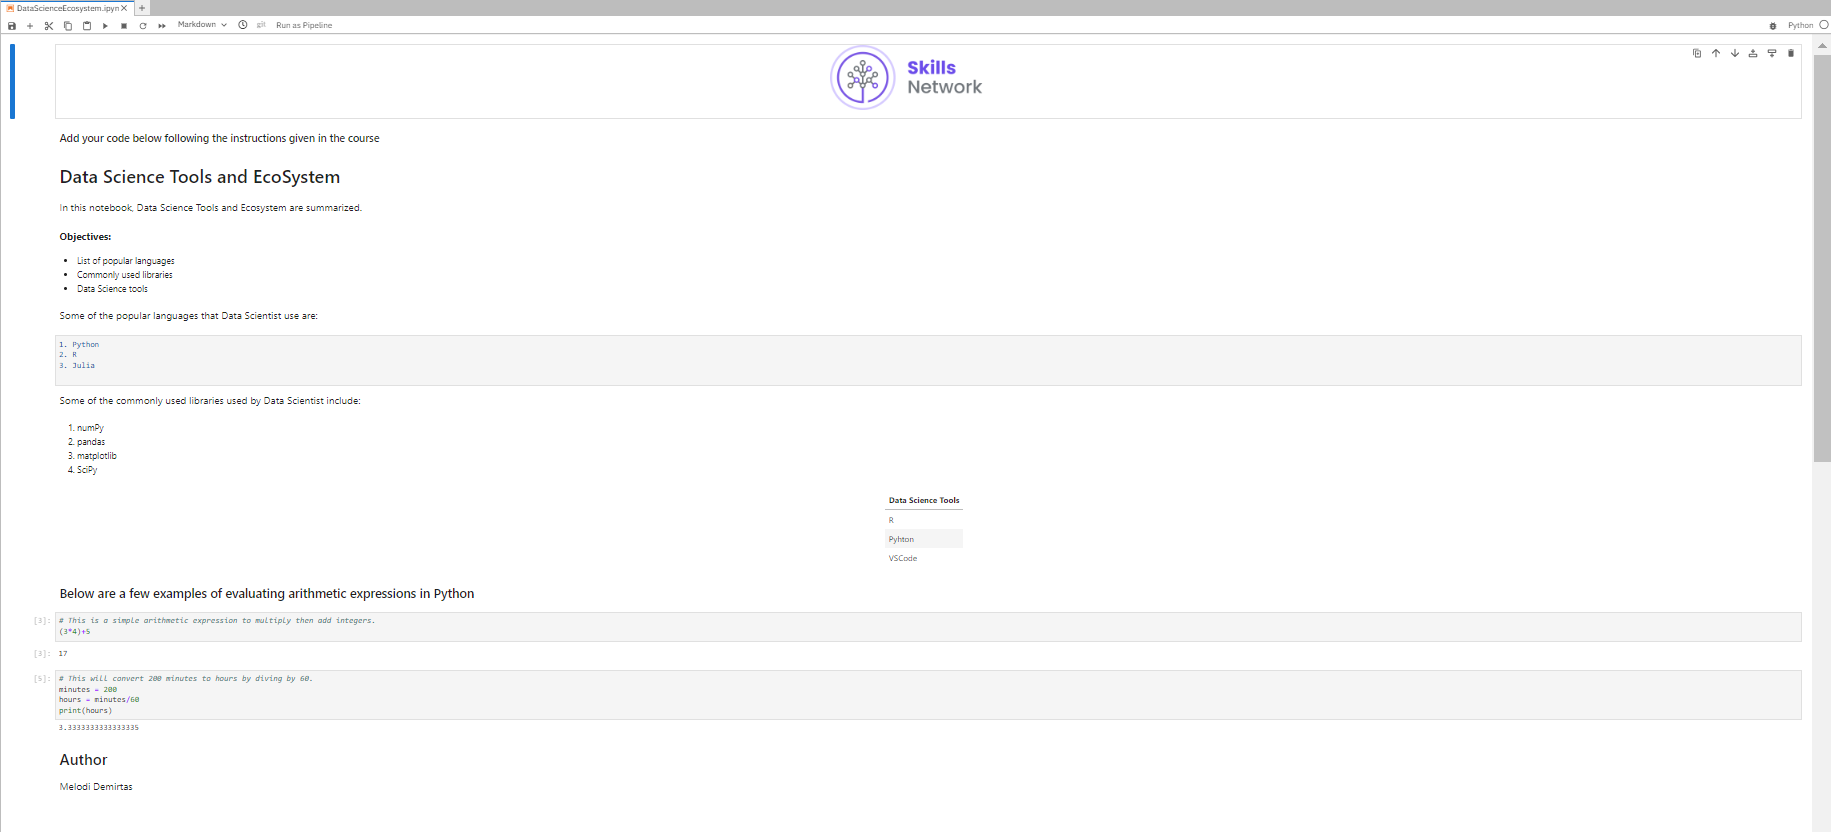 DataScienceEcosystem.ipyn
Markdown
git
Run as Pipeline
Python
Skills
Network
Add your code below following the instructions given in the course
Data Science Tools and EcoSystem
In this notebook, Data Science Tools and Ecosystem are summarized.
Objectives:
• List of popular languages
• Commonly used libraries
• Data Science tools
Some of the popular languages that Data Scientist use are:
1. Python
2. R
3. Julia
Some of the commonly used libraries used by Data Scientist include:
1. numPy
2. pandas
3. matplotlib
4. SciPy
Data Science Tools
R
Pyhton
VSCode
Below are a few examples of evaluating arithmetic expressions in Python
[3]: # This is a simple arithmetic expression to multiply then add integers.
(3*4)+5
[3]: 17
[5]: # This will convert 200 minutes to hours by diving by 60.
minutes = 200
hours = minutes/60
print(hours)
3.3333333333333335
Author
Melodi Demirtas